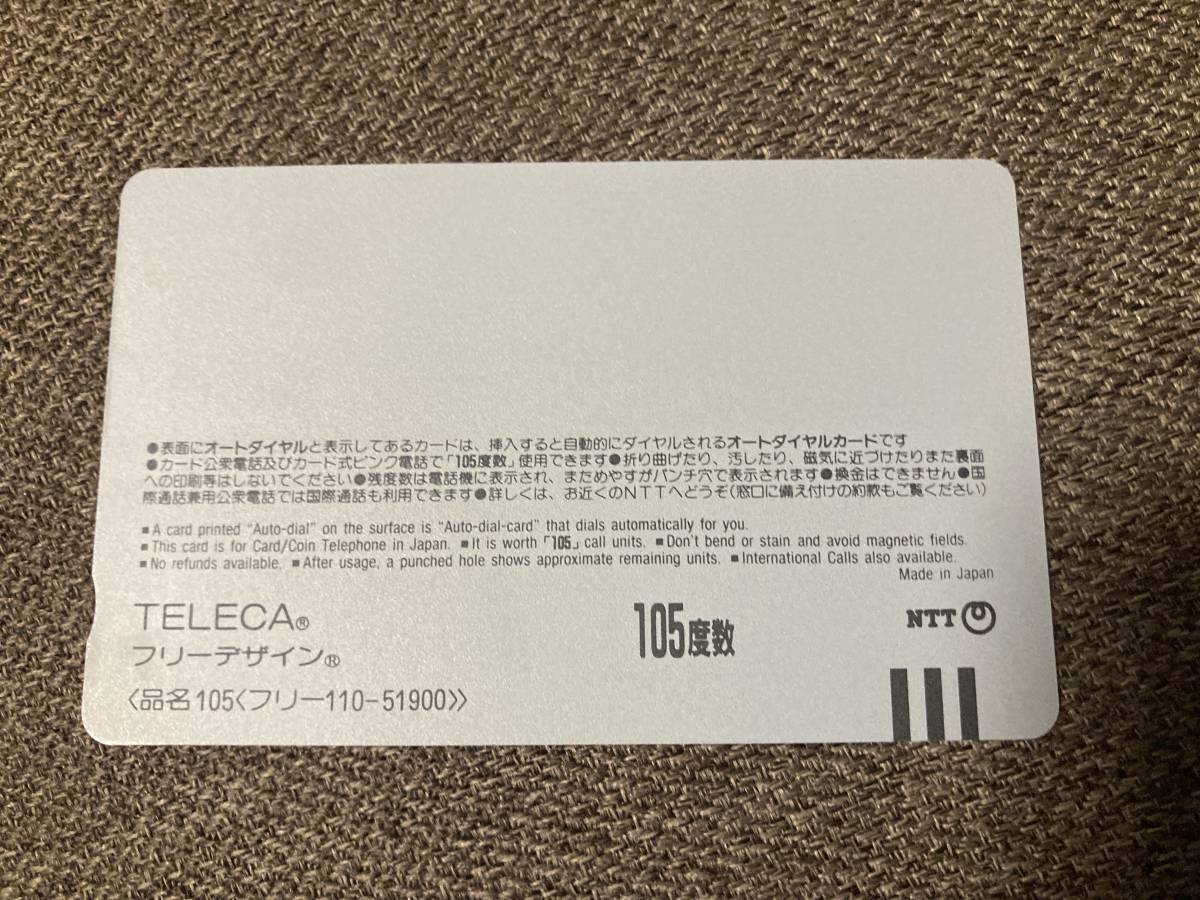 ●表面にオートダイヤルと表示してあるカードは、挿入すると自動的にダイヤルされるオートダイヤルカードです
●カード公衆電話及びカード式ピンク電話で「105度数」使用できます●折り曲げたり、汚したり、磁気に近づけたりまた裏面
への印刷等はしないでください●残度数は電話機に表示され、まためやすがパンチ穴で表示されます●換金はできません●国
際通話兼用公衆電話では国際通話も利用できます●詳しくは、お近くのNTTへどうぞ(窓口に備え付けの約款もご覧ください)
■A card printed "Auto-dial" on the surface is "Auto-dial-card" that dials automatically for you.
■This card is for Card/Coin Telephone in Japan. ■It is worth「105」call units. ■Don't bend or stain and avoid magnetic fields.
■No refunds available. ■After usage, a punched hole shows approximate remaining units. ■International Calls also available.
Made in Japan
TELECA®
フリーデザイン®
105度数
NTT
〈品名105〈フリー110-51900〉〉